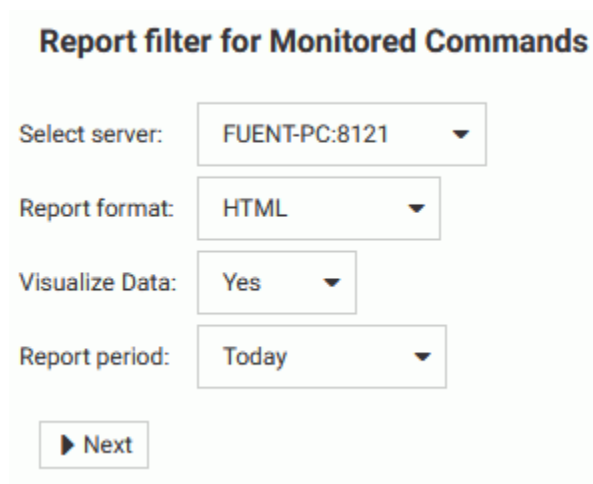 Report filter for Monitored Commands
Select server: FUENT-PC:8121
Report format: HTML
Visualize Data: Yes
Report period: Today
Next